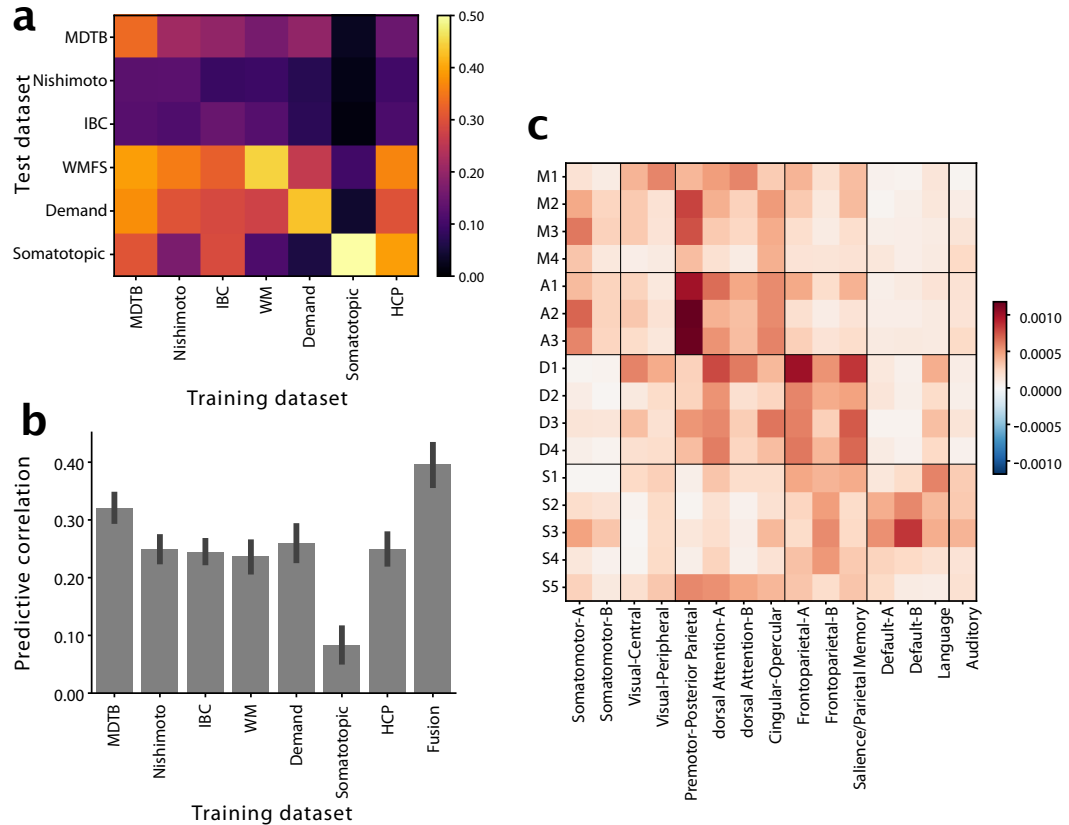 a
Test dataset
MDTB
Nishimoto
IBC
WMFS
Demand
Somatotopic
MDTB
Nishimoto
IBC
WM
Demand
Somatotopic
HCP
Training dataset
0.50
0.40
0.30
0.20
0.10
0.00
b
Predictive correlation
0.40
0.30
0.20
0.10
0.00
MDTB
Nishimoto
IBC
WM
Demand
Somatotopic
HCP
Fusion
Training dataset
c
M1
M2
M3
M4
A1
A2
A3
D1
D2
D3
D4
S1
S2
S3
S4
S5
Somatomotor-A
Somatomotor-B
Visual-Central
Visual-Peripheral
Premotor-Posterior Parietal
dorsal Attention-A
dorsal Attention-B
Cingular-Opercular
Frontoparietal-A
Frontoparietal-B
Salience/Parietal Memory
Default-A
Default-B
Language
Auditory
0.0010
0.0005
0.0000
−0.0005
−0.0010